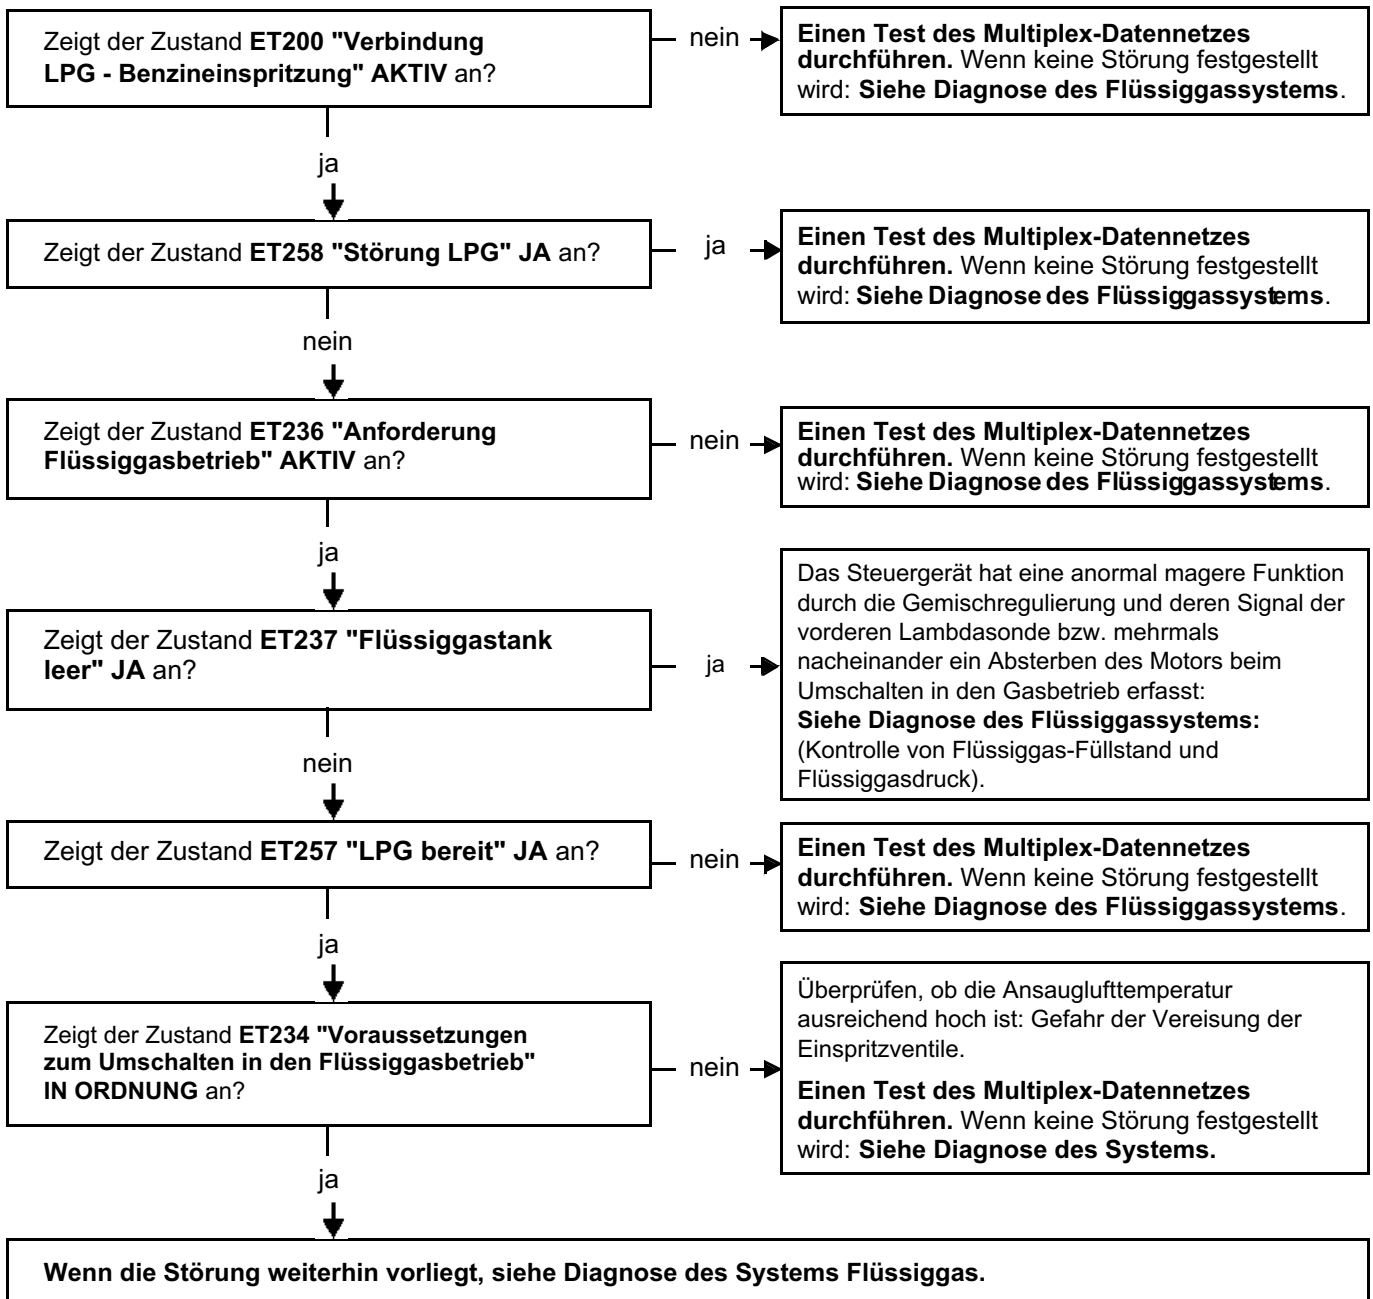 Zeigt der Zustand ET200 "Verbindung
LPG - Benzineinspritzung" AKTIV an?
nein
Einen Test des Multiplex-Datennetzes
durchführen. Wenn keine Störung festgestellt
wird: Siehe Diagnose des Flüssiggassystems.
ja
Zeigt der Zustand ET258 "Störung LPG" JA an?
ja
Einen Test des Multiplex-Datennetzes
durchführen. Wenn keine Störung festgestellt
wird: Siehe Diagnose des Flüssiggassystems.
nein
Zeigt der Zustand ET236 "Anforderung
Flüssiggasbetrieb" AKTIV an?
nein
Einen Test des Multiplex-Datennetzes
durchführen. Wenn keine Störung festgestellt
wird: Siehe Diagnose des Flüssiggassystems.
ja
Zeigt der Zustand ET237 "Flüssiggastank
leer" JA an?
ja
Das Steuergerät hat eine anormal magere Funktion
durch die Gemischregulierung und deren Signal der
vorderen Lambdasonde bzw. mehrmals
nacheinander ein Absterben des Motors beim
Umschalten in den Gasbetrieb erfasst:
Siehe Diagnose des Flüssiggassystems:
(Kontrolle von Flüssiggas-Füllstand und
Flüssiggasdruck).
nein
Zeigt der Zustand ET257 "LPG bereit" JA an?
nein
Einen Test des Multiplex-Datennetzes
durchführen. Wenn keine Störung festgestellt
wird: Siehe Diagnose des Flüssiggassystems.
ja
Zeigt der Zustand ET234 "Voraussetzungen
zum Umschalten in den Flüssiggasbetrieb"
IN ORDNUNG an?
nein
Überprüfen, ob die Ansauglufttemperatur
ausreichend hoch ist: Gefahr der Vereisung der
Einspritzventile.
Einen Test des Multiplex-Datennetzes
durchführen. Wenn keine Störung festgestellt
wird: Siehe Diagnose des Systems.
ja
Wenn die Störung weiterhin vorliegt, siehe Diagnose des Systems Flüssiggas.